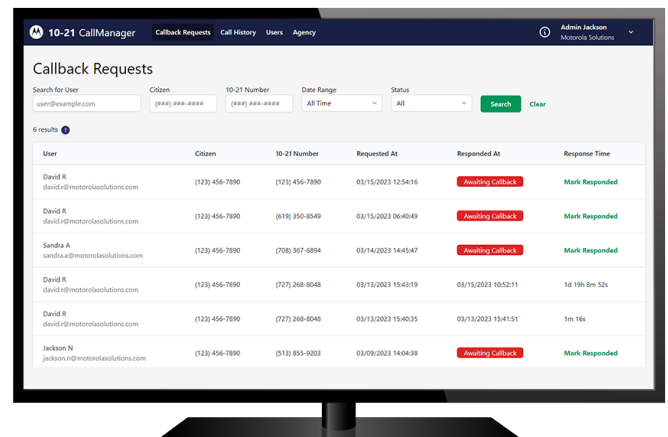 10-21 CallManager Callback Requests Call History Users Agency Admin Jackson
Motorola Solutions
Callback Requests
Search for User Citizen 10-21 Number Date Range Status
user@example.com (###) ###-#### (###) ###-#### All Time All Search Clear
6 results ?
User Citizen 10-21 Number Requested At Responded At Response Time
David R
david.r@motorolasolutions.com (123) 456-7890 (123) 456-7890 03/15/2023 12:54:16 Awaiting Callback Mark Responded
David R
david.r@motorolasolutions.com (123) 456-7890 (619) 350-8549 03/15/2023 06:40:49 Awaiting Callback Mark Responded
Sandra A
sandra.a@motorolasolutions.com (123) 456-7890 (708) 367-6894 03/14/2023 14:45:47 Awaiting Callback Mark Responded
David R
david.r@motorolasolutions.com (123) 456-7890 (727) 268-8048 03/13/2023 15:43:19 03/15/2023 10:52:11 1d 19h 8m 52s
David R
david.r@motorolasolutions.com (123) 456-7890 (727) 268-8048 03/13/2023 15:40:35 03/13/2023 15:41:51 1m 16s
Jackson N
jackson.n@motorolasolutions.com (123) 456-7890 (513) 855-9203 03/09/2023 14:04:38 Awaiting Callback Mark Responded